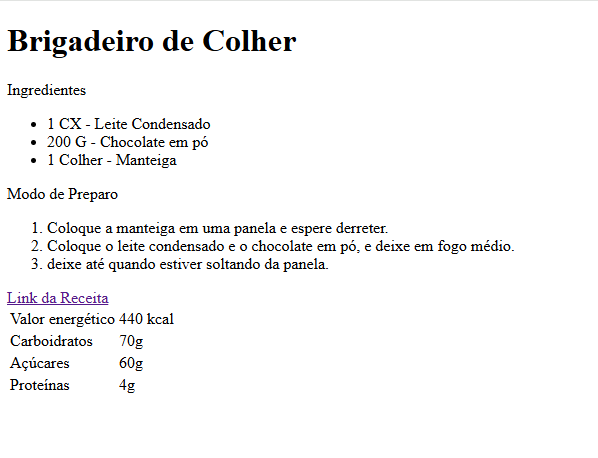 Brigadeiro de Colher
Ingredientes
• 1 CX - Leite Condensado
• 200 G - Chocolate em pó
• 1 Colher - Manteiga
Modo de Preparo
1. Coloque a manteiga em uma panela e espere derreter.
2. Coloque o leite condensado e o chocolate em pó, e deixe em fogo médio.
3. deixe até quando estiver soltando da panela.
Link da Receita
Valor energético 440 kcal
Carboidratos 70g
Açúcares 60g
Proteínas 4g